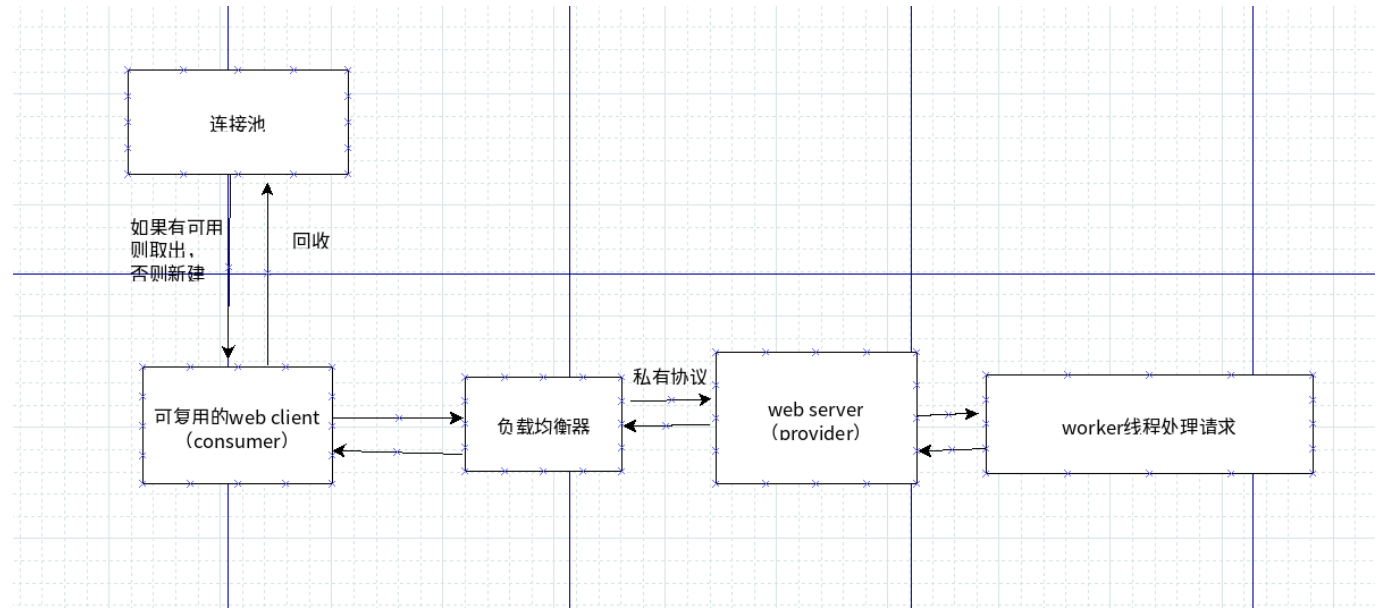 连接池
如果有可用
则取出，
否则新建
回收
可复用的web client
（consumer）
负载均衡器
私有协议
web server
（provider）
worker线程处理请求